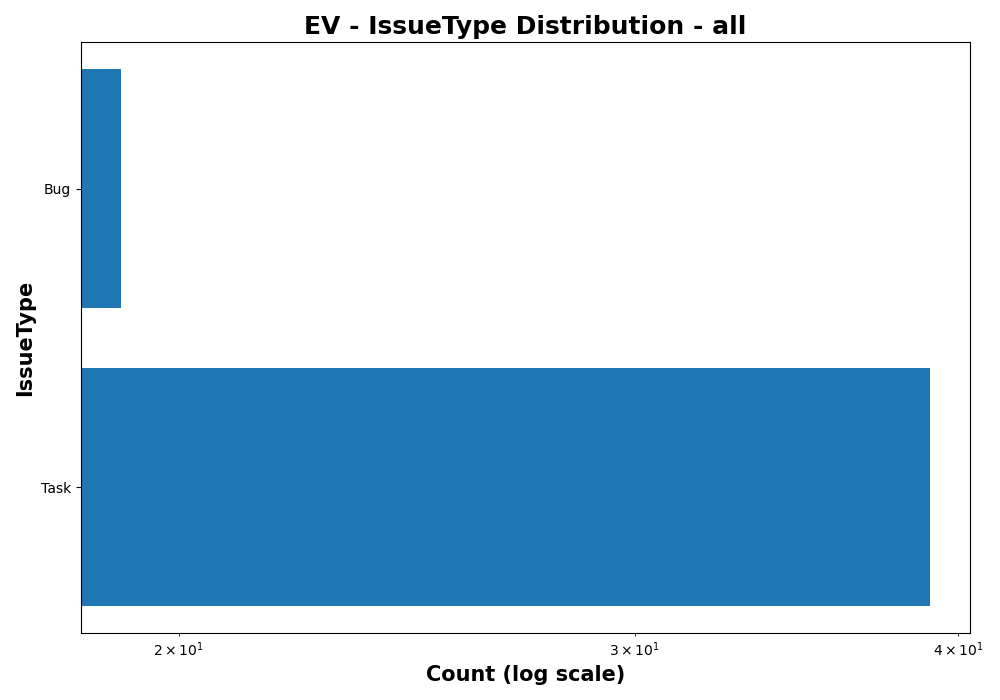 EV - IssueType Distribution - all
IssueType
Bug
Task
2 × 10¹
3 × 10¹
4 × 10¹
Count (log scale)